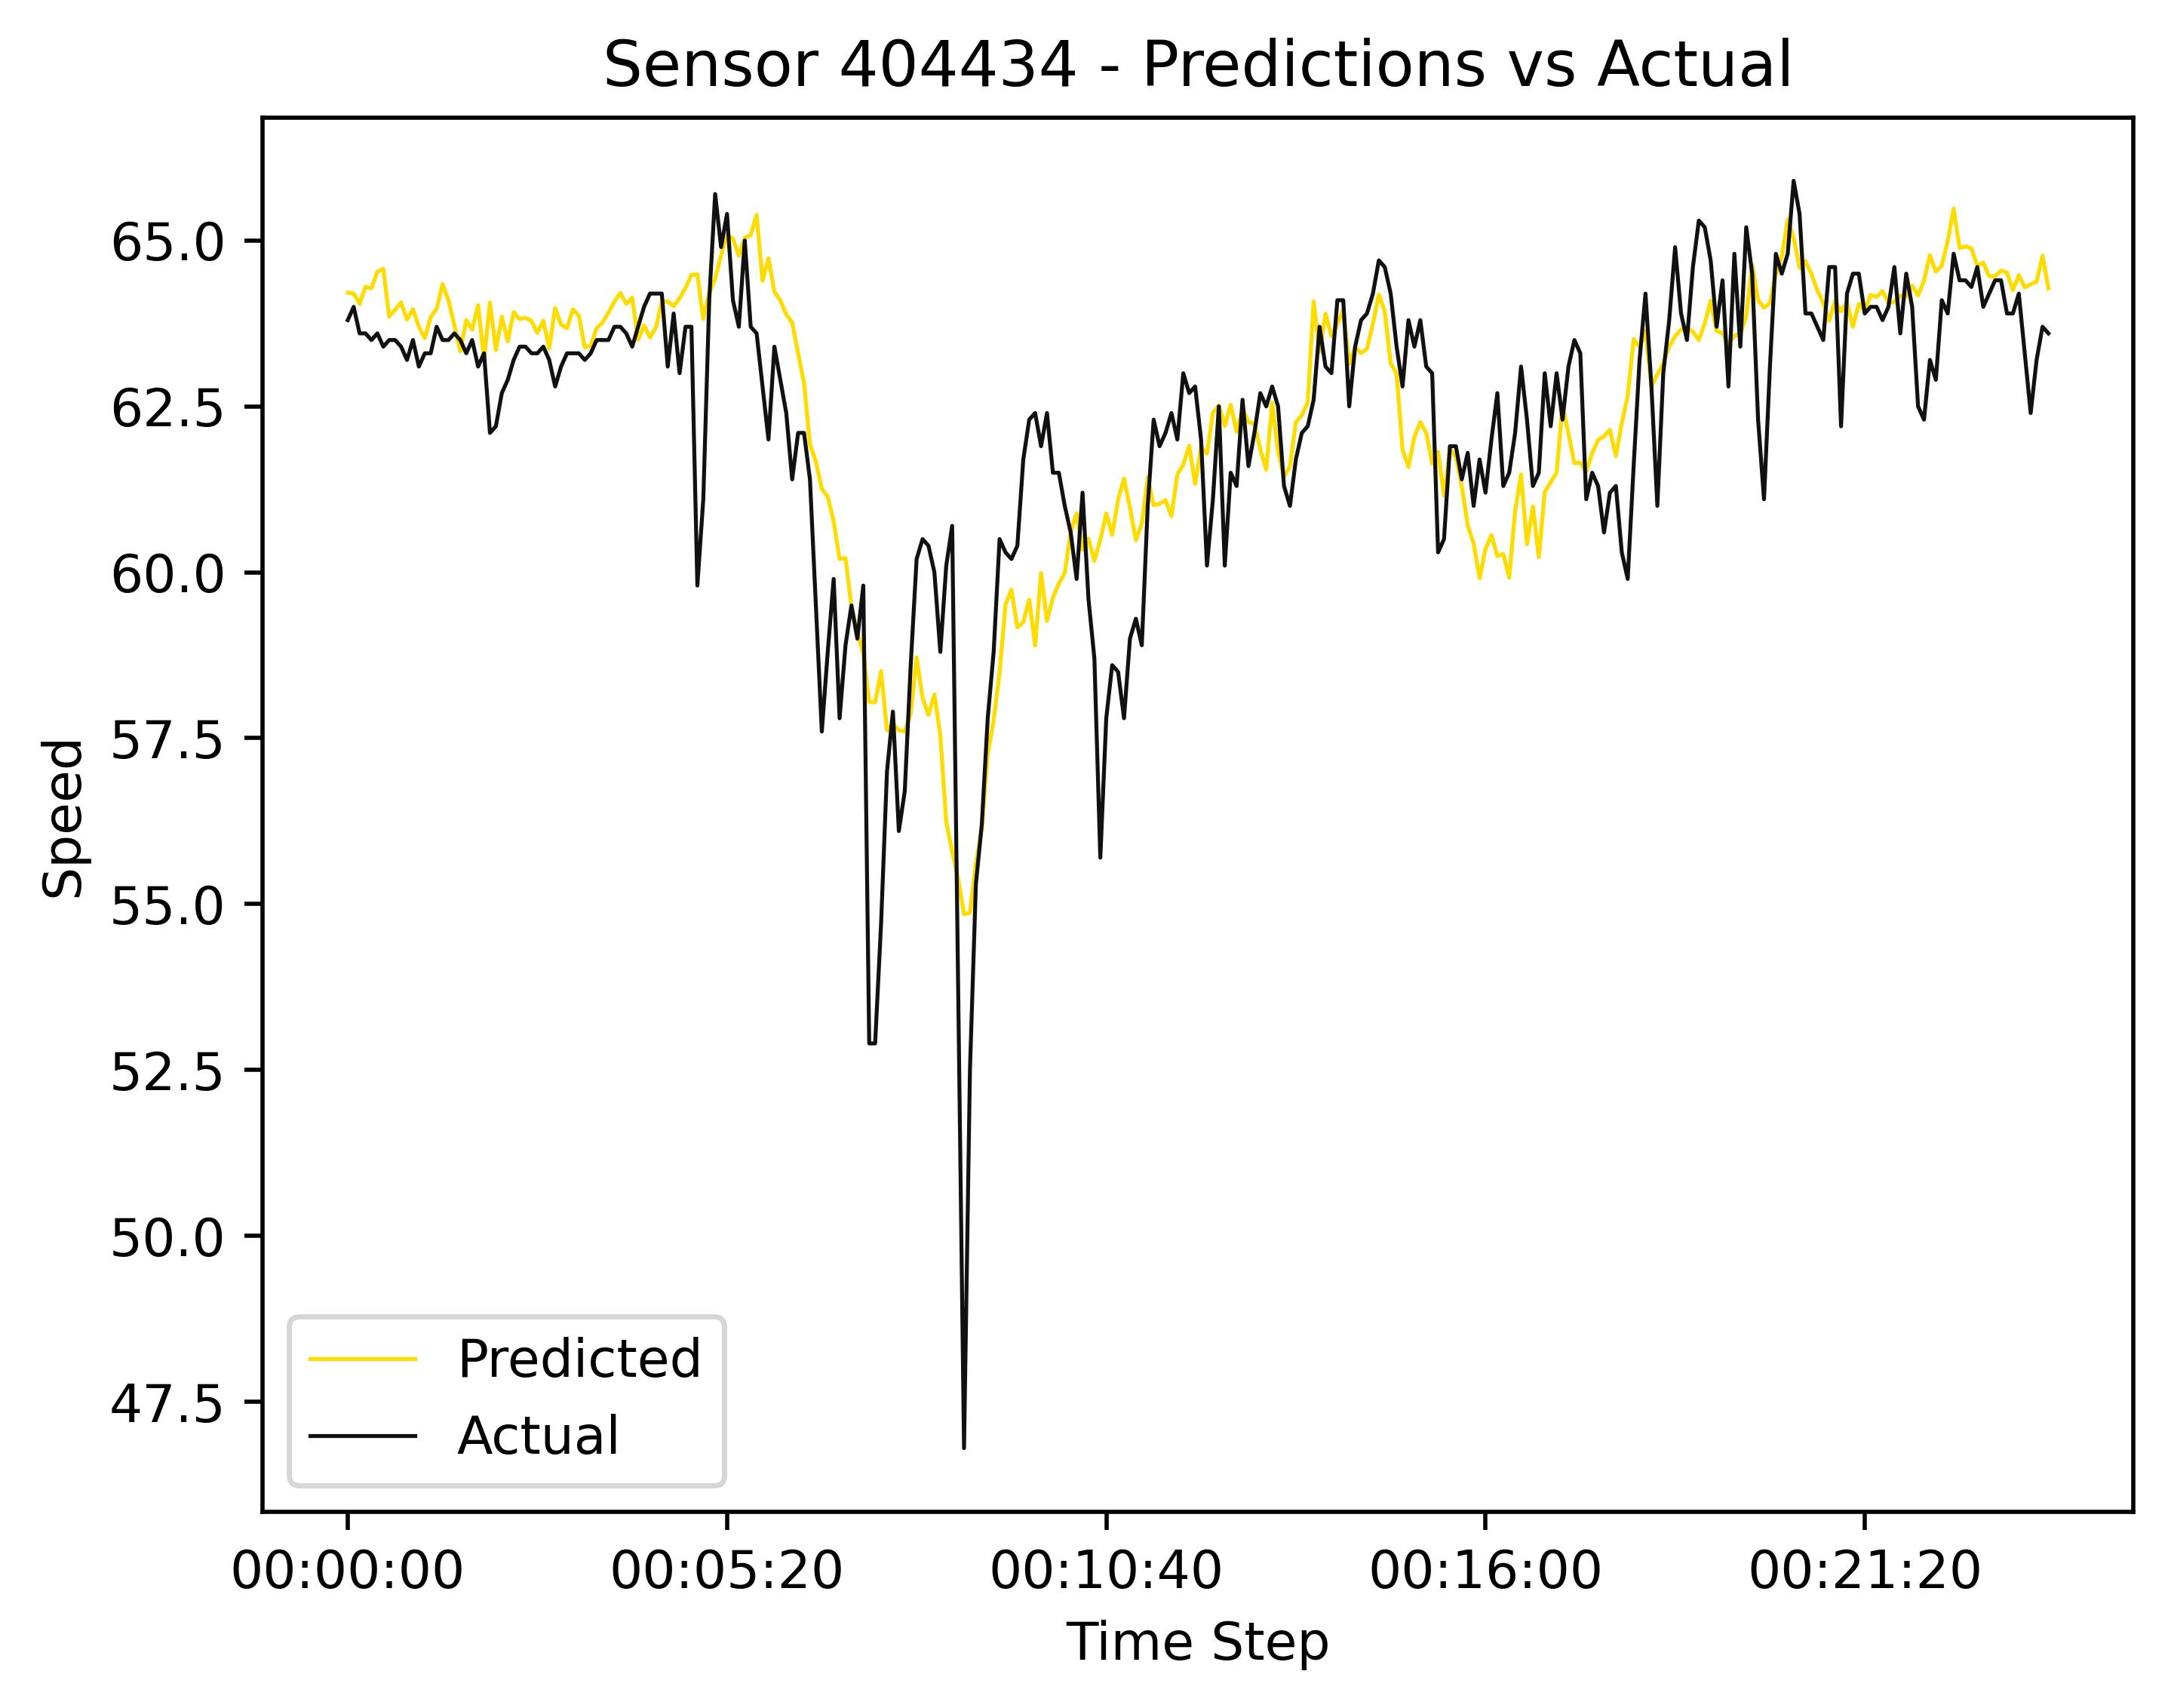 Sensor 404434 - Predictions vs Actual
65.0
62.5
60.0
57.5
55.0
52.5
50.0
47.5
Speed
Predicted
Actual
00:00:00 00:05:20 00:10:40 00:16:00 00:21:20
Time Step